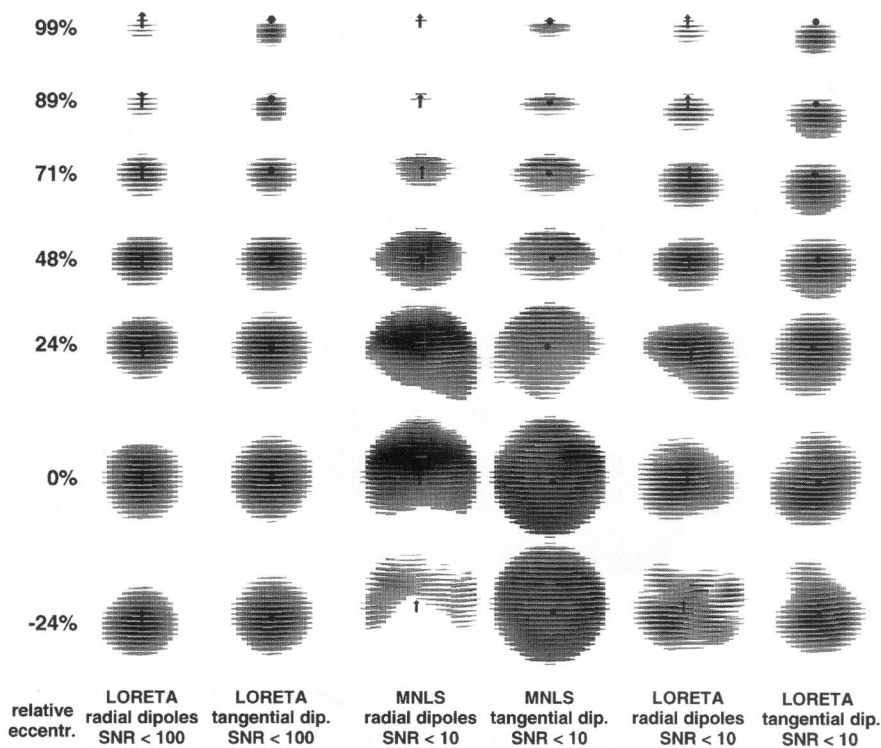 99%
89%
71%
48%
24%
0%
-24%
relative
eccentr.
LORETA
radial dipoles
SNR < 100
LORETA
tangential dip.
SNR < 100
MNLS
radial dipoles
SNR < 10
MNLS
tangential dip.
SNR < 10
LORETA
radial dipoles
SNR < 10
LORETA
tangential dip.
SNR < 10